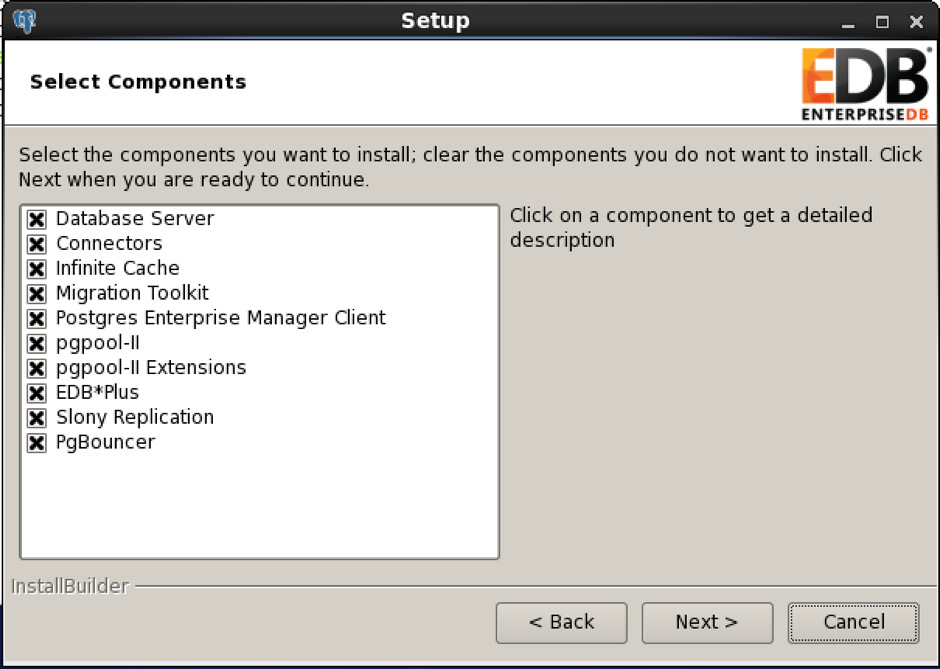 Setup
Select Components
EDB
ENTERPRISEDB
Select the components you want to install; clear the components you do not want to install. Click
Next when you are ready to continue.
Database Server
Connectors
Infinite Cache
Migration Toolkit
Postgres Enterprise Manager Client
pgpool-II
pgpool-II Extensions
EDB*Plus
Slony Replication
PgBouncer
Click on a component to get a detailed
description
InstallBuilder
< Back
Next >
Cancel